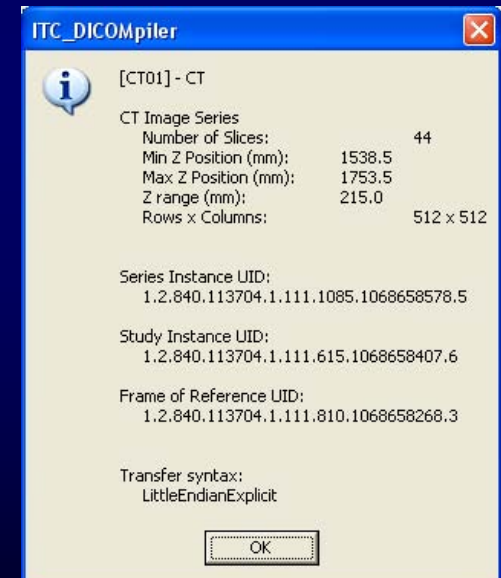 ITC_DICOMpiler
[CT01] - CT
CT Image Series
Number of Slices: 44
Min Z Position (mm): 1538.5
Max Z Position (mm): 1753.5
Z range (mm): 215.0
Rows x Columns: 512 x 512
Series Instance UID:
1.2.840.113704.1.111.1085.1068658578.5
Study Instance UID:
1.2.840.113704.1.111.615.1068658407.6
Frame of Reference UID:
1.2.840.113704.1.111.810.1068658268.3
Transfer syntax:
LittleEndianExplicit
OK